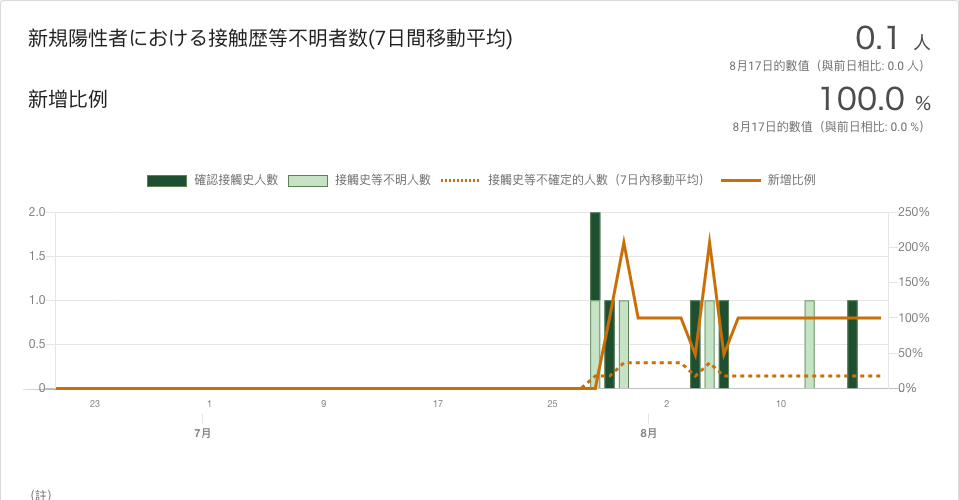 新規陽性者における接触歴等不明者数(7日間移動平均)
0.1 人
8月17日的數值（與前日相比: 0.0 人）
新增比例
100.0 %
8月17日的數值（與前日相比: 0.0 %）
確認接觸史人數 接觸史等不明人數 接觸史等不確定的人數（7日內移動平均） 新增比例
2.0 250%
200%
1.5
150%
1.0 100%
0.5 50%
0 0%
23 1 9 17 25 2 10
7月 8月
（註）